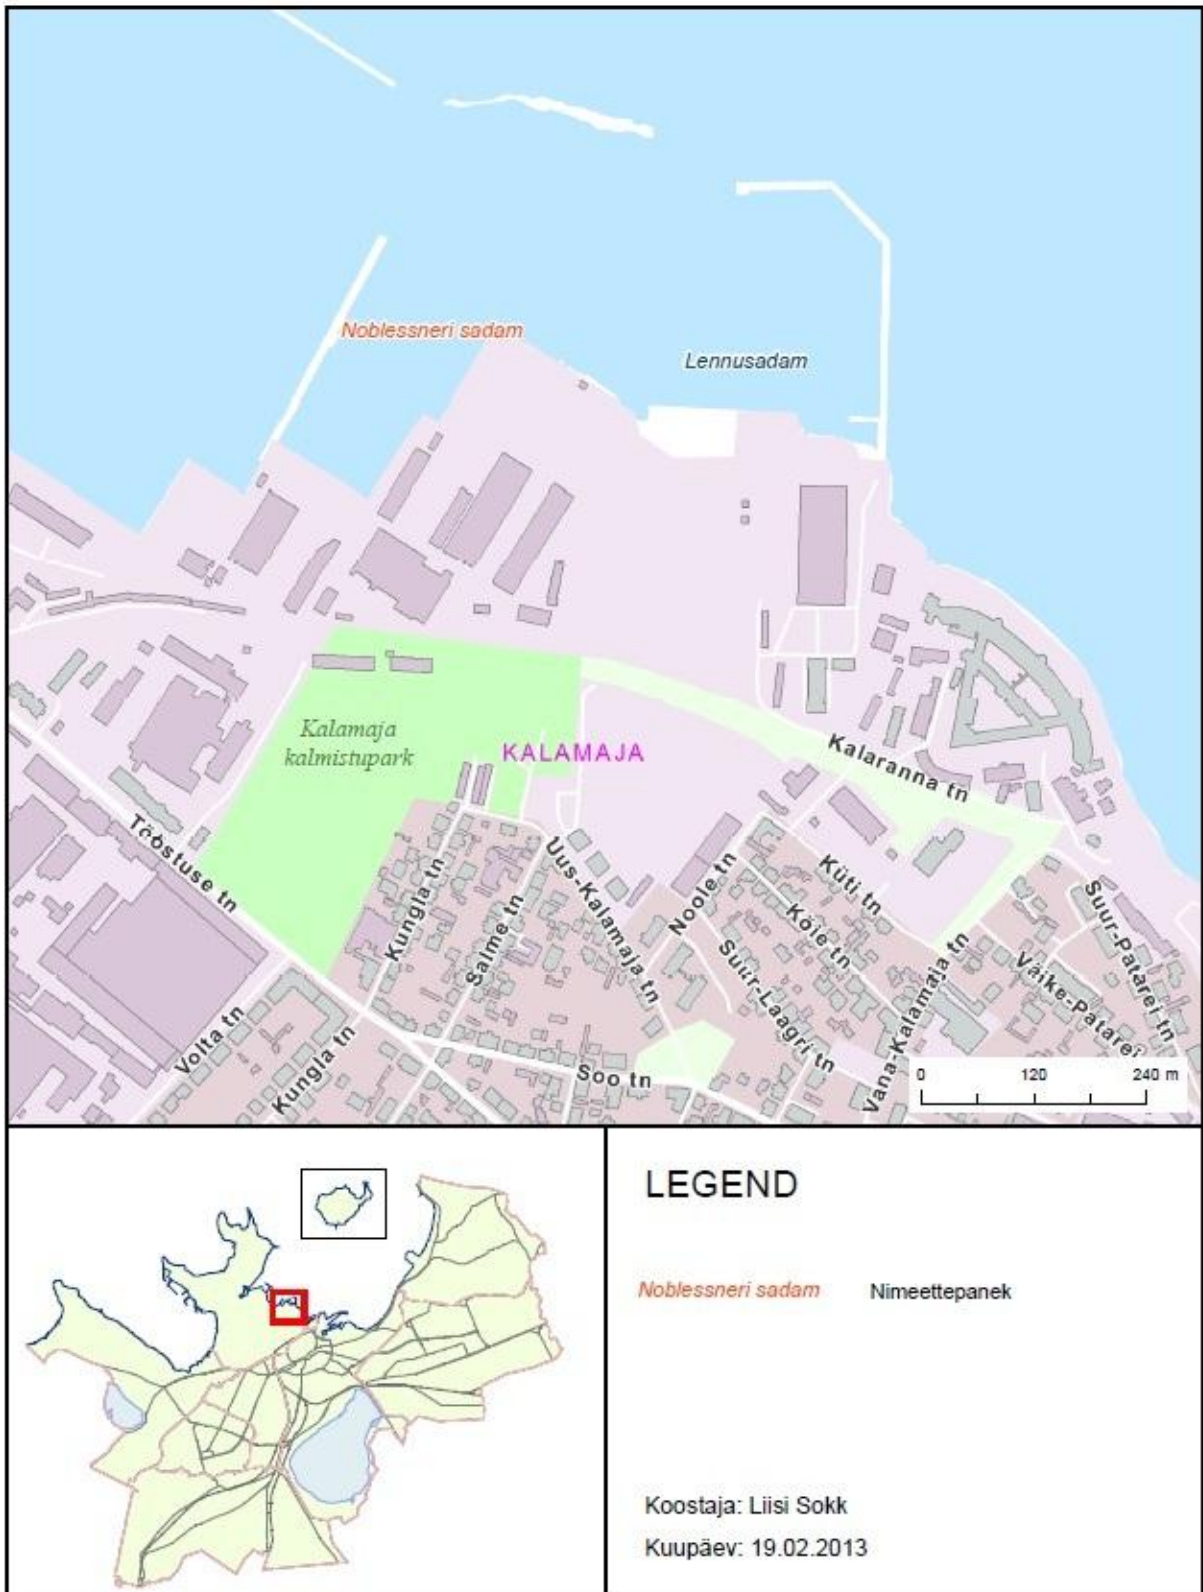 Noblessneri sadam
Lennusadam
Kalamaja
kalmistupark
KALAMAJA
Kalaranna tn
Tööstuse tn
Kungla tn
Salme tn
Uus-Kalamaja tn
Noole tn
Küti tn
Köie tn
Suur-Laagri tn
Vana-Kalamaja tn
Väike-Patarei
Suur-Patarei tn
Volta tn
Kungla tn
Soo tn
0 120 240 m
LEGEND
Noblessneri sadam Nimeettepanek
Koostaja: Liisi Sokk
Kuupäev: 19.02.2013